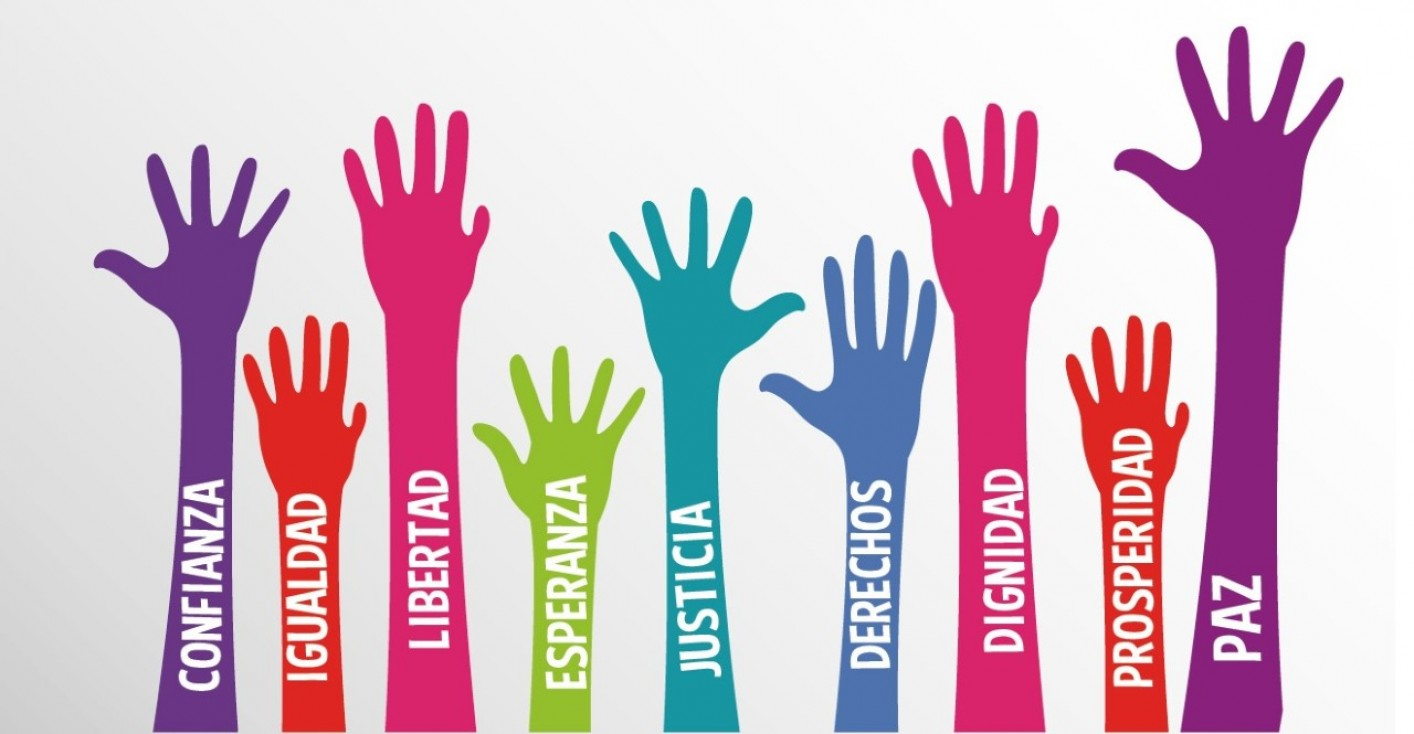 CONFIANZA
IGUALDAD
LIBERTAD
ESPERANZA
JUSTICIA
DERECHOS
DIGNIDAD
PROSPERIDAD
PAZ